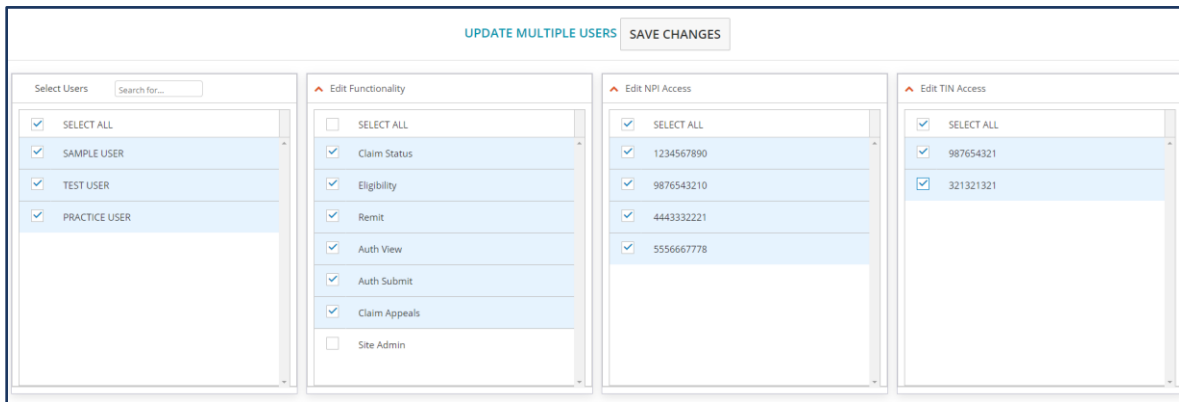 UPDATE MULTIPLE USERS SAVE CHANGES
Select Users Search for...
SELECT ALL
SAMPLE USER
TEST USER
PRACTICE USER
Edit Functionality
SELECT ALL
Claim Status
Eligibility
Remit
Auth View
Auth Submit
Claim Appeals
Site Admin
Edit NPI Access
SELECT ALL
1234567890
9876543210
4443332221
5556667778
Edit TIN Access
SELECT ALL
987654321
321321321